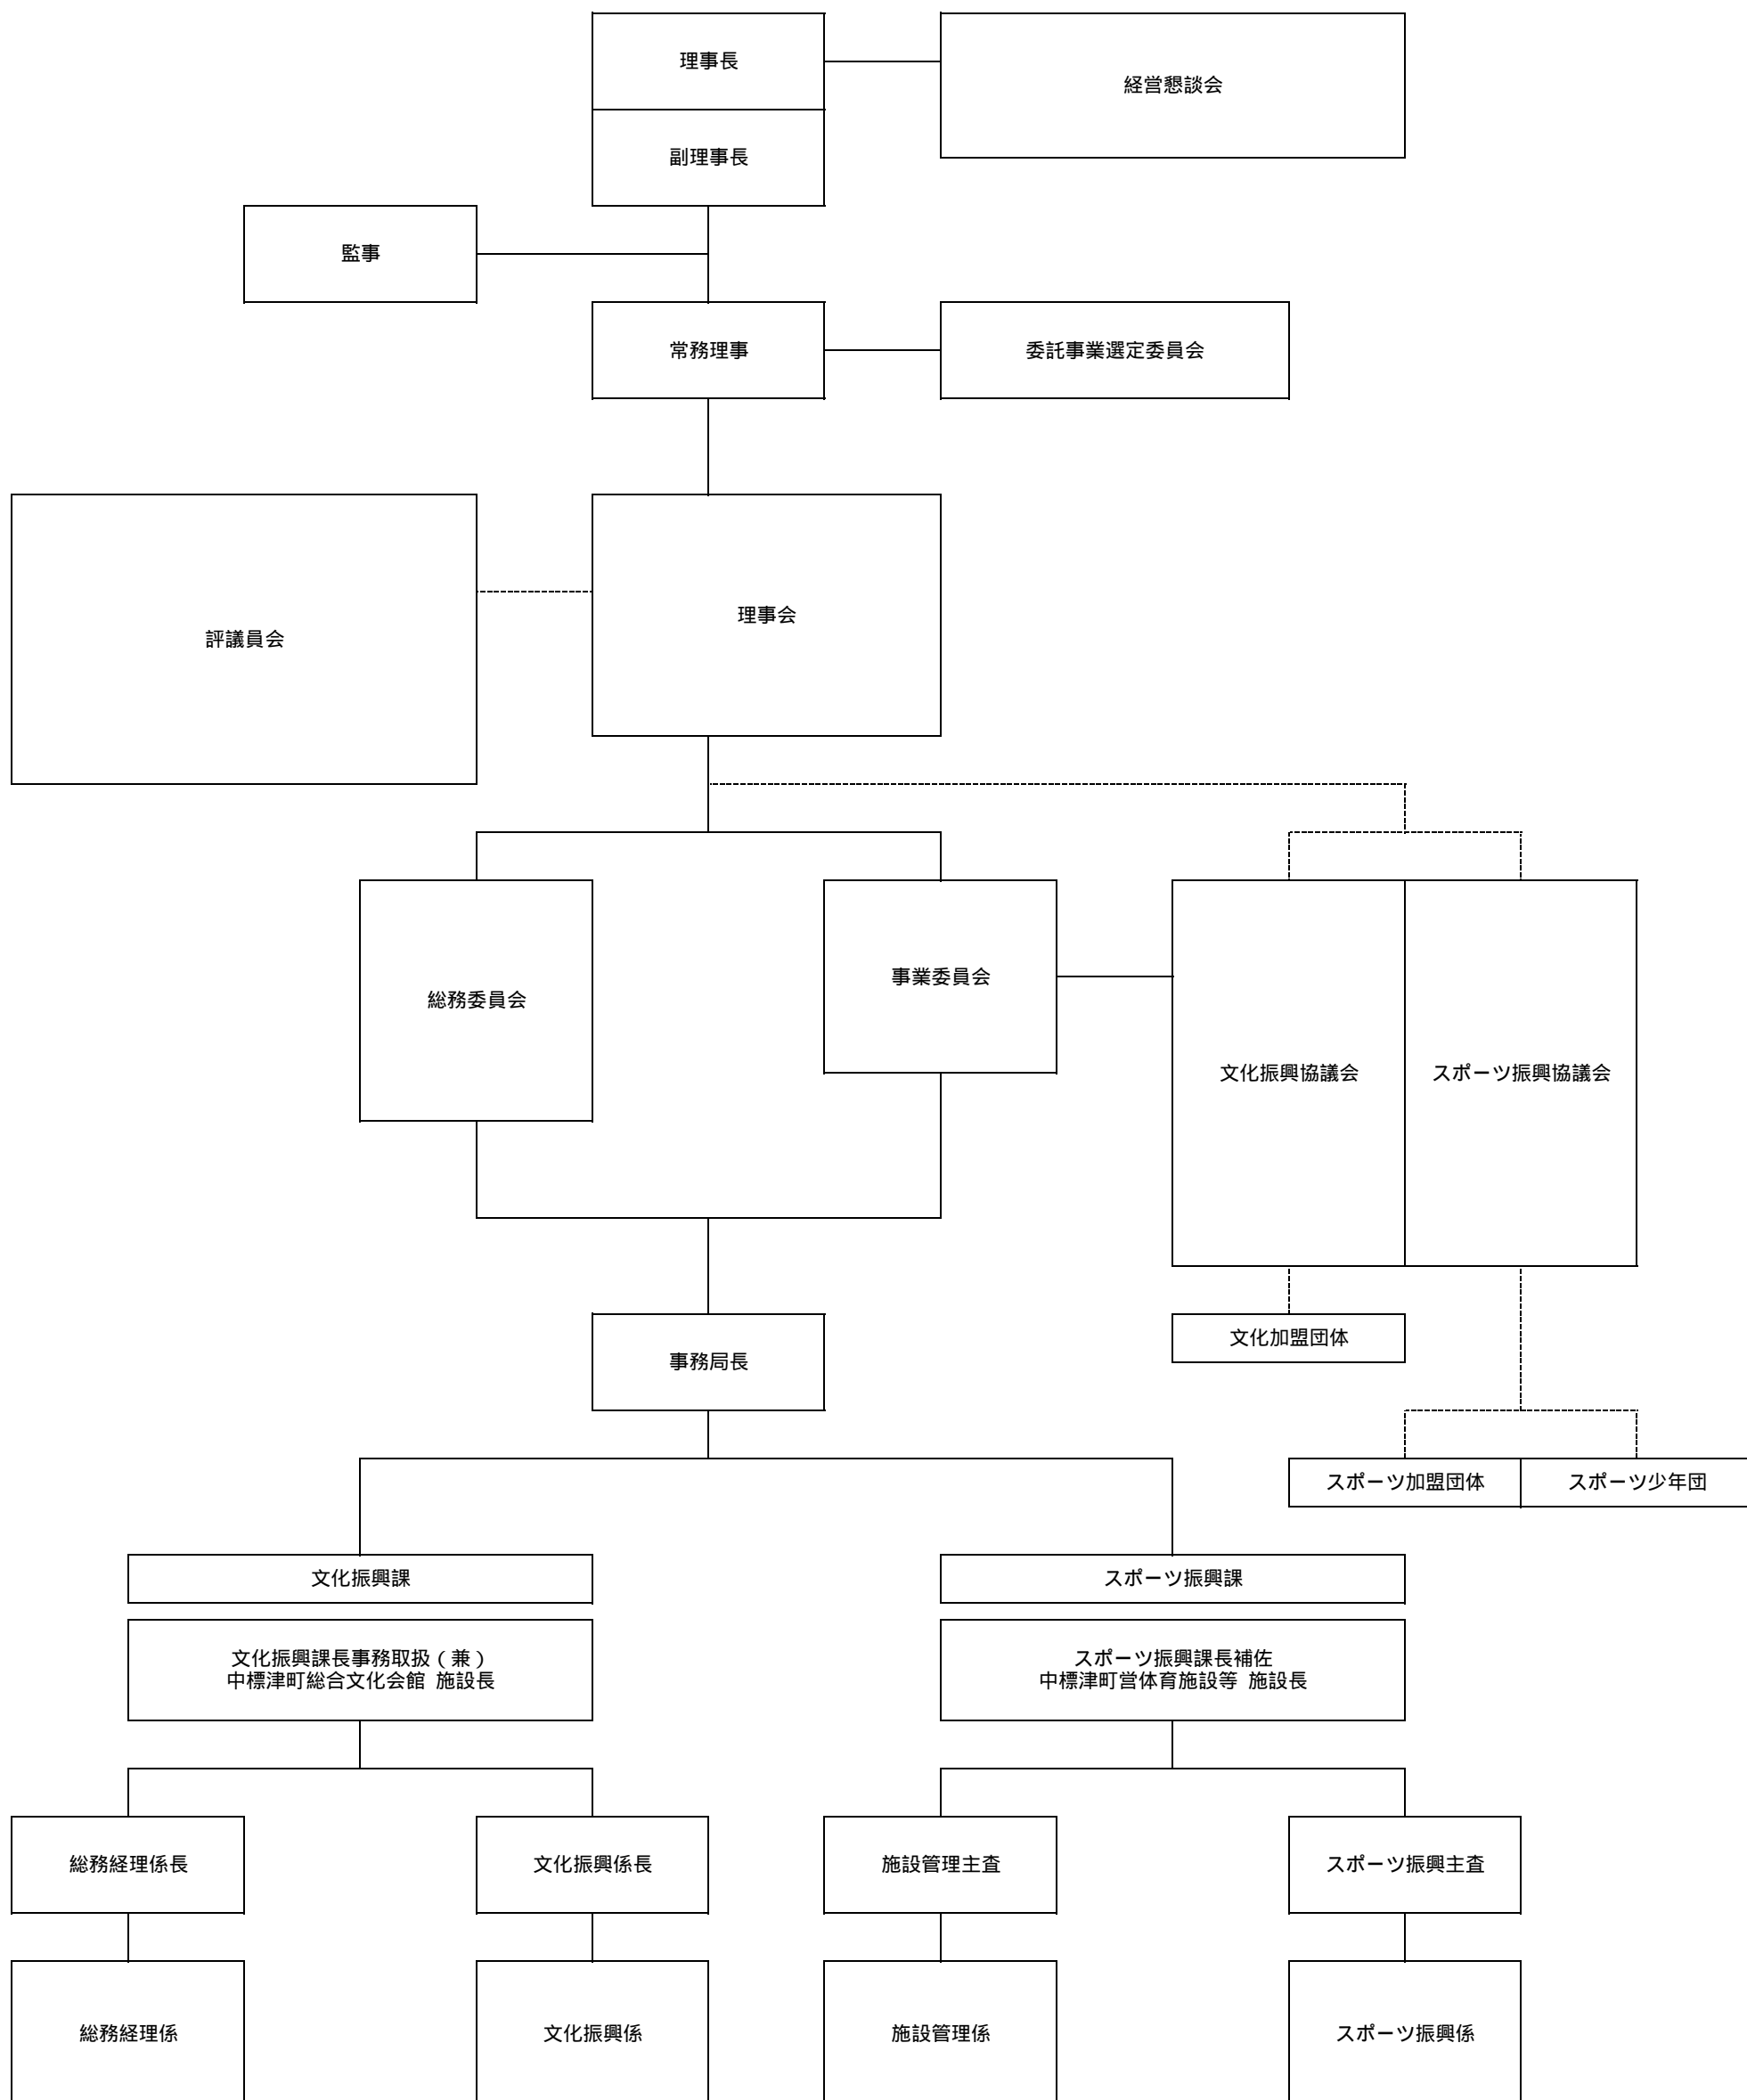 理事長
経営懇談会
副理事長
監事
常務理事
委託事業選定委員会
評議員会
理事会
総務委員会
事業委員会
文化振興協議会
スポーツ振興協議会
文化加盟団体
事務局長
スポーツ加盟団体
スポーツ少年団
文化振興課
スポーツ振興課
文化振興課長事務取扱（兼）
中標津町総合文化会館 施設長
スポーツ振興課長補佐
中標津町営体育施設等 施設長
総務経理係長
文化振興係長
施設管理主査
スポーツ振興主査
総務経理係
文化振興係
施設管理係
スポーツ振興係